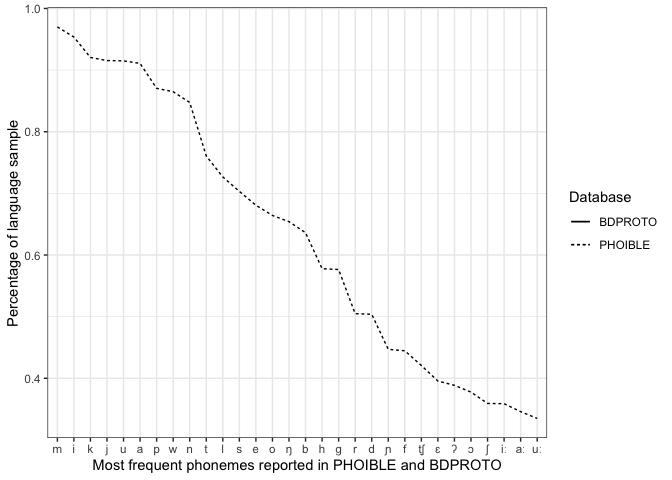 1.0
0.8
0.6
0.4
Percentage of language sample
m i k j u a p w n t l s e o ŋ b h ɡ r d ɲ f tʃ ɛ ʔ ɔ ʃ iː aː uː
Most frequent phonemes reported in PHOIBLE and BDPROTO
Database
BDPROTO
PHOIBLE